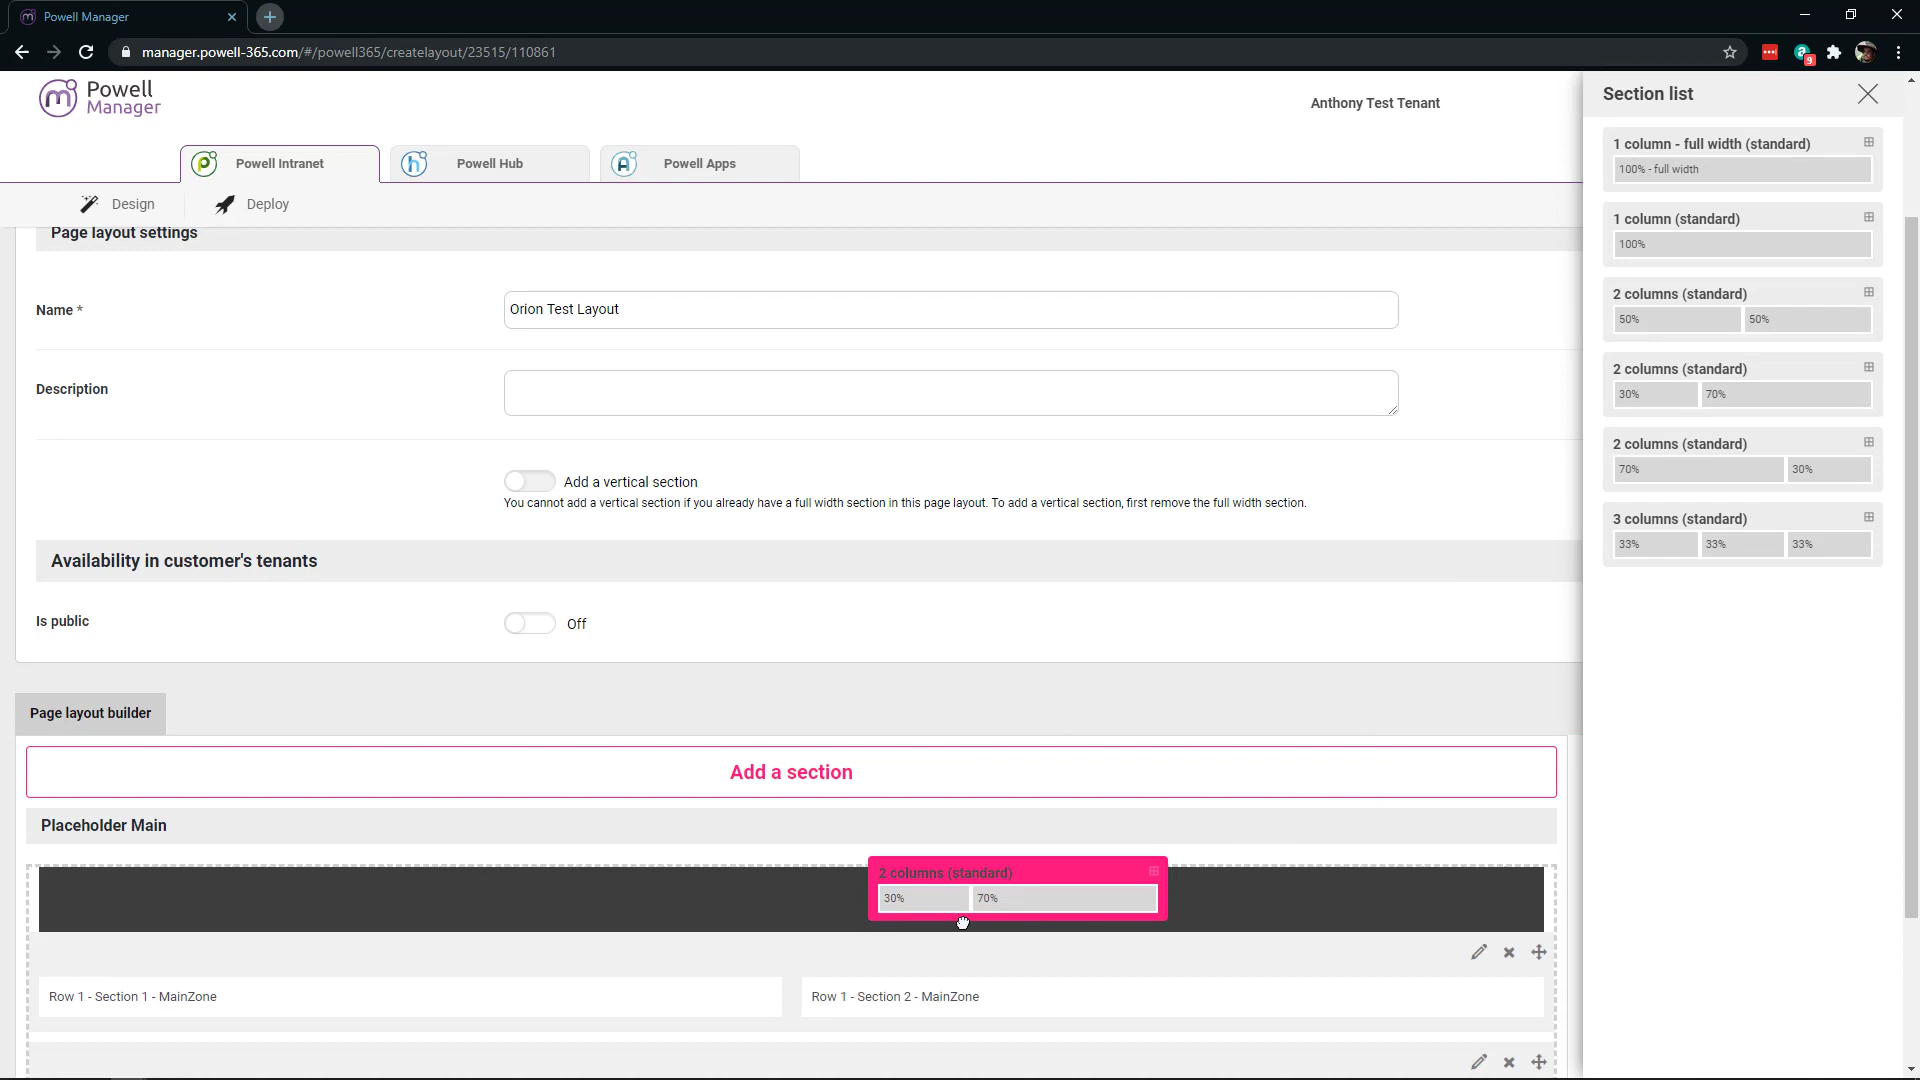 Powell Manager
manager.powell-365.com/#/powell365/createlayout/23515/110861
9
Powell
Manager
Anthony Test Tenant
Powell Intranet
Powell Hub
Powell Apps
Design
Deploy
Page layout settings
Name *
Orion Test Layout
Description
Add a vertical section
You cannot add a vertical section if you already have a full width section in this page layout. To add a vertical section, first remove the full width section.
Availability in customer's tenants
Is public
Off
Page layout builder
Add a section
Placeholder Main
2 columns (standard)
30% 70%
Row 1 - Section 1 - MainZone
Row 1 - Section 2 - MainZone
Section list
1 column - full width (standard)
100% - full width
1 column (standard)
100%
2 columns (standard)
50% 50%
2 columns (standard)
30% 70%
2 columns (standard)
70% 30%
3 columns (standard)
33% 33% 33%